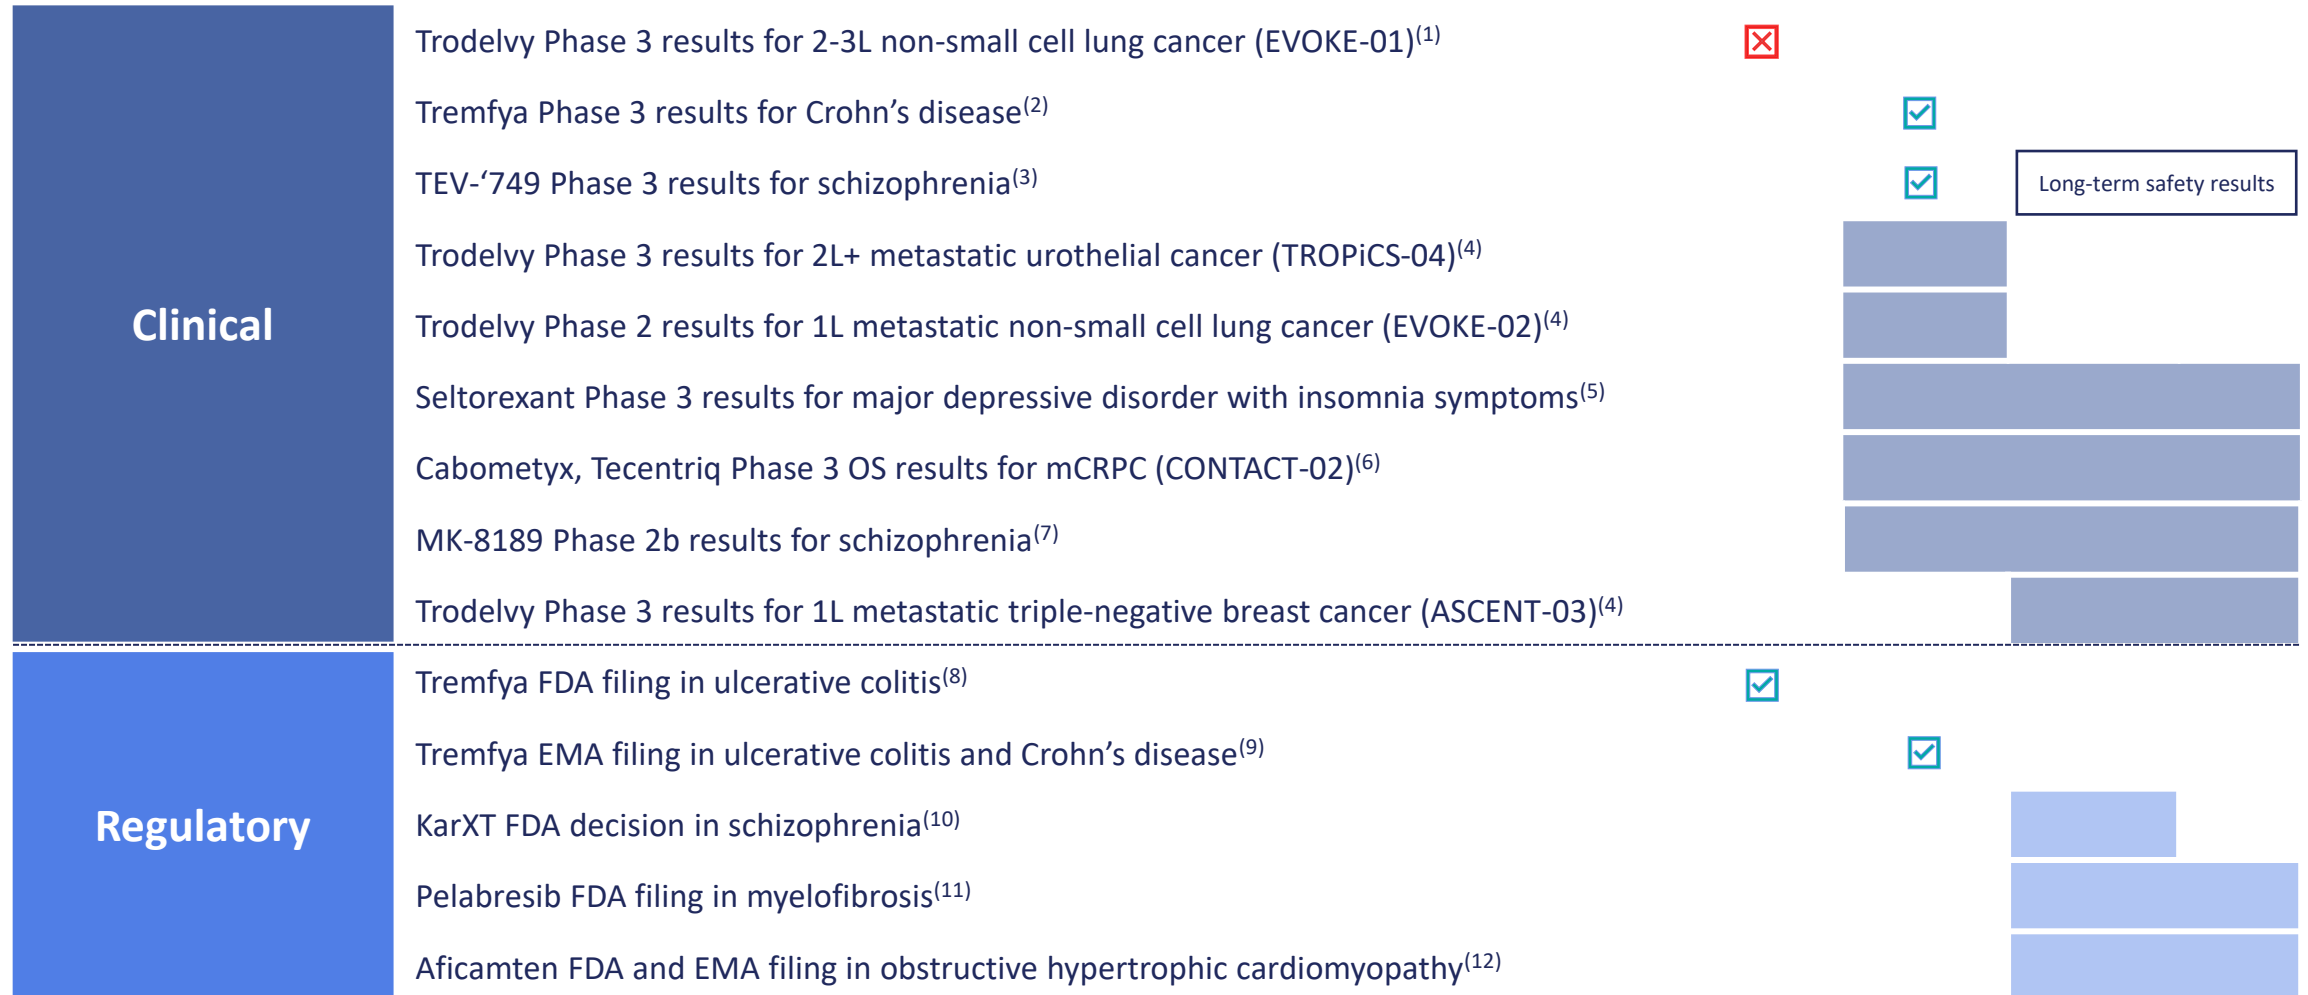 Clinical
Trodelvy Phase 3 results for 2-3L non-small cell lung cancer (EVOKE-01)(1)
Tremfya Phase 3 results for Crohn’s disease(2)
TEV-‘749 Phase 3 results for schizophrenia(3)
Long-term safety results
Trodelvy Phase 3 results for 2L+ metastatic urothelial cancer (TROPiCS-04)(4)
Trodelvy Phase 2 results for 1L metastatic non-small cell lung cancer (EVOKE-02)(4)
Seltorexant Phase 3 results for major depressive disorder with insomnia symptoms(5)
Cabometyx, Tecentriq Phase 3 OS results for mCRPC (CONTACT-02)(6)
MK-8189 Phase 2b results for schizophrenia(7)
Trodelvy Phase 3 results for 1L metastatic triple-negative breast cancer (ASCENT-03)(4)
Regulatory
Tremfya FDA filing in ulcerative colitis(8)
Tremfya EMA filing in ulcerative colitis and Crohn’s disease(9)
KarXT FDA decision in schizophrenia(10)
Pelabresib FDA filing in myelofibrosis(11)
Aficamten FDA and EMA filing in obstructive hypertrophic cardiomyopathy(12)